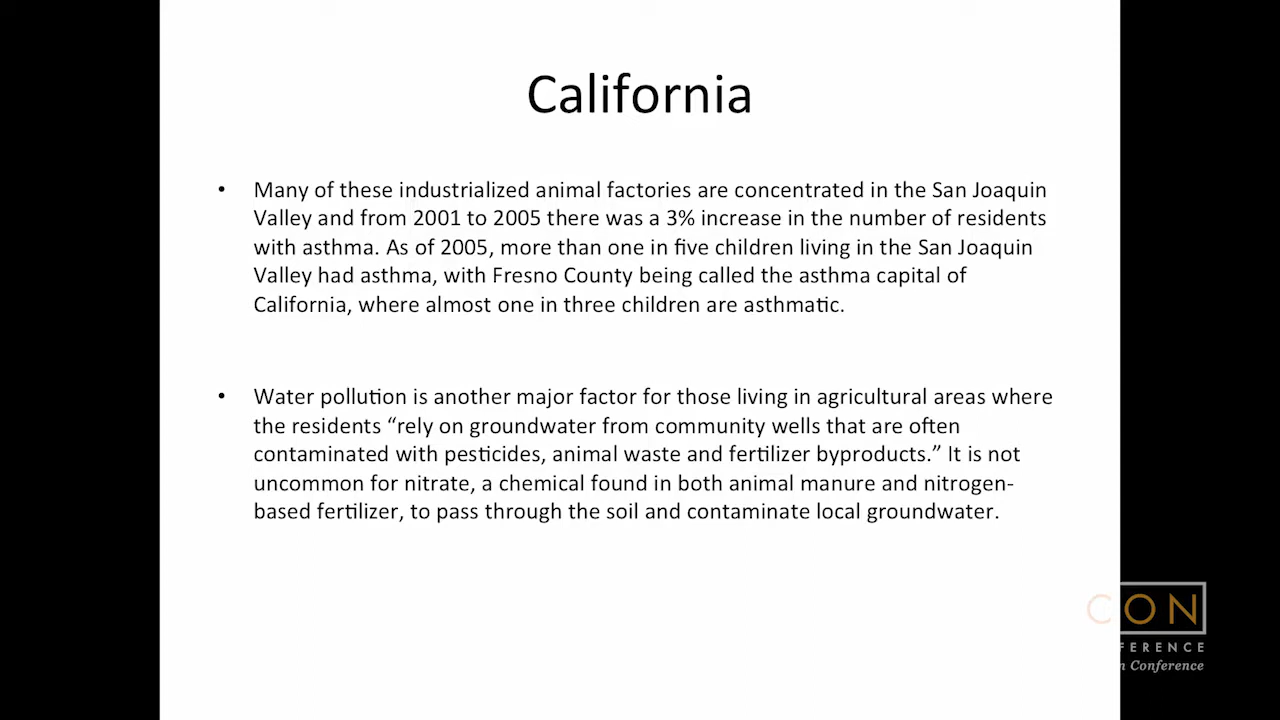 California
• Many of these industrialized animal factories are concentrated in the San Joaquin
Valley and from 2001 to 2005 there was a 3% increase in the number of residents
with asthma. As of 2005, more than one in five children living in the San Joaquin
Valley had asthma, with Fresno County being called the asthma capital of
California, where almost one in three children are asthmatic.
• Water pollution is another major factor for those living in agricultural areas where
the residents “rely on groundwater from community wells that are often
contaminated with pesticides, animal waste and fertilizer byproducts.” It is not
uncommon for nitrate, a chemical found in both animal manure and nitrogen-
based fertilizer, to pass through the soil and contaminate local groundwater.
CON
FERENCE
n Conference